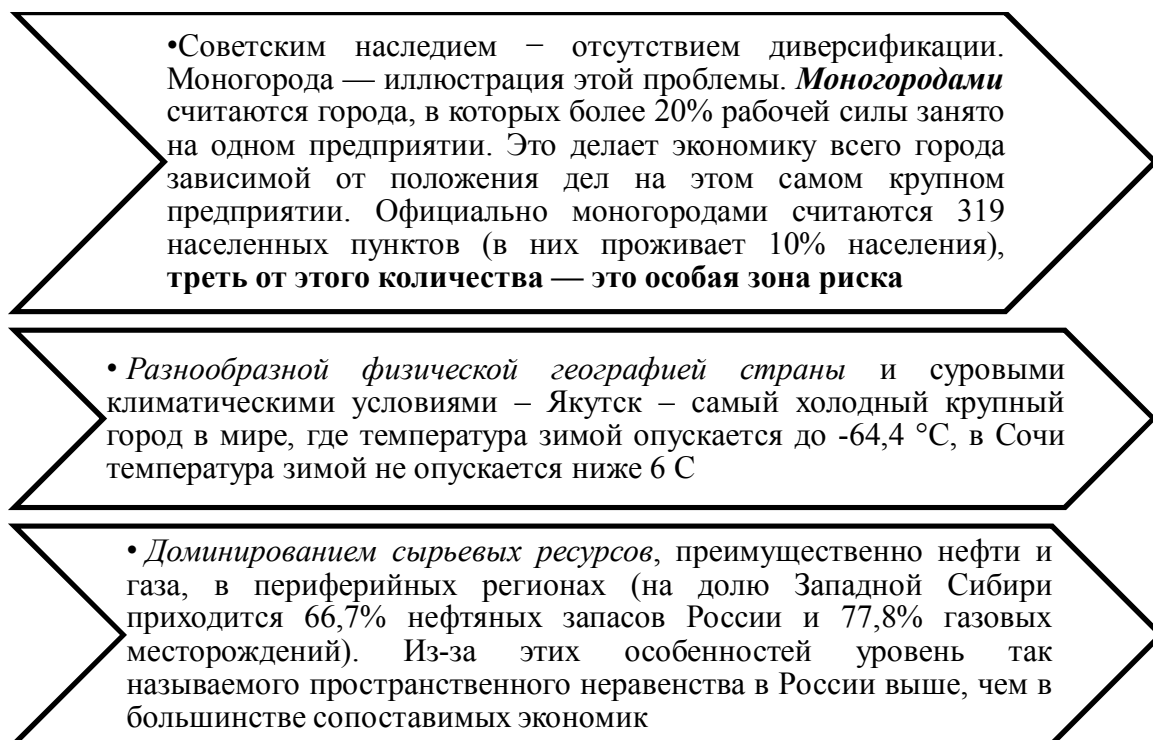 •Советским наследием − отсутствием диверсификации.
Моногорода — иллюстрация этой проблемы. Моногородами
считаются города, в которых более 20% рабочей силы занято
на одном предприятии. Это делает экономику всего города
зависимой от положения дел на этом самом крупном
предприятии. Официально моногородами считаются 319
населенных пунктов (в них проживает 10% населения),
треть от этого количества — это особая зона риска
• Разнообразной физической географией страны и суровыми
климатическими условиями – Якутск – самый холодный крупный
город в мире, где температура зимой опускается до -64,4 °C, в Сочи
температура зимой не опускается ниже 6 С
• Доминированием сырьевых ресурсов, преимущественно нефти и
газа, в периферийных регионах (на долю Западной Сибири
приходится 66,7% нефтяных запасов России и 77,8% газовых
месторождений). Из-за этих особенностей уровень так
называемого пространственного неравенства в России выше, чем в
большинстве сопоставимых экономик